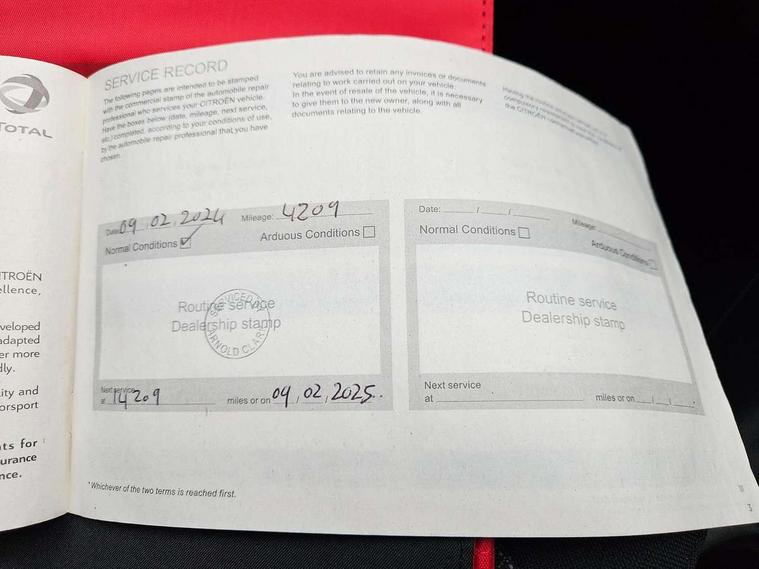 TOTAL
ITROËN
ellence,
veloped
adapted
er more
dly.
ity and
orsport
ts for
urance
nce.
SERVICE RECORD
The following pages are intended to be stamped
with the commercial stamp of the automobile repair
professional who services your CITROËN vehicle.
Have the boxes below (date, mileage, next service,
etc.) completed, according to your conditions of use,
by the automobile repair professional that you have
chosen.
You are advised to retain any invoices or documents
relating to work carried out on your vehicle.
In the event of resale of the vehicle, it is necessary
to give them to the new owner, along with all
documents relating to the vehicle.
Having the
the CITROËN
Date: 09 / 02 / 2024 Mileage: 4209
Normal Conditions Arduous Conditions
Routine service
Dealership stamp
SERVICED BY
ARNOLD CLARK
Next service
at 14209 miles or on 09 / 02 / 2025..
Date: / / Mileage:
Normal Conditions Arduous Conditions
Routine service
Dealership stamp
Next service
at miles or on / / .
* Whichever of the two terms is reached first.
3